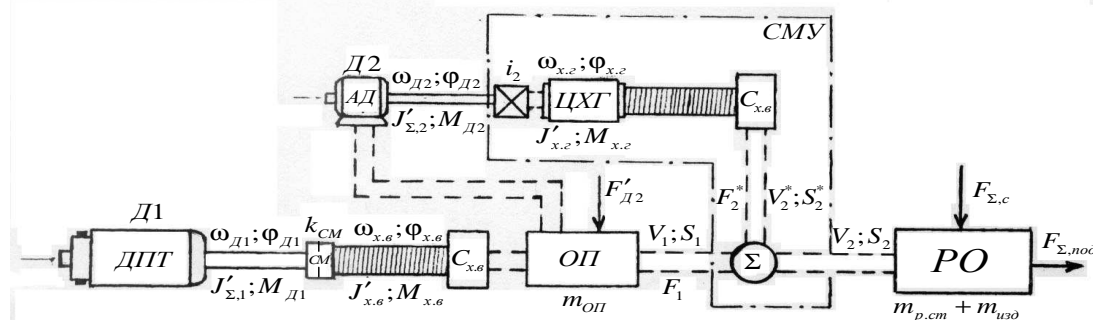 СМУ
Д2
ω_Д2; φ_Д2
i_2
ω_х.г; φ_х.г
АД
ЦХГ
C_х.в
J′_Σ,2; M_Д2
J′_х.г; M_х.г
F′_Д2
F_2^*
V_2^*; S_2^*
F_Σ,с
Д1
ω_Д1; φ_Д1
k_СМ
ω_х.в; φ_х.в
V_1; S_1
V_2; S_2
F_Σ,под
ДПТ
СМ
C_х.в
ОП
Σ
РО
J′_Σ,1; M_Д1
J′_х.в; M_х.в
m_ОП
F_1
m_р.ст + m_изд